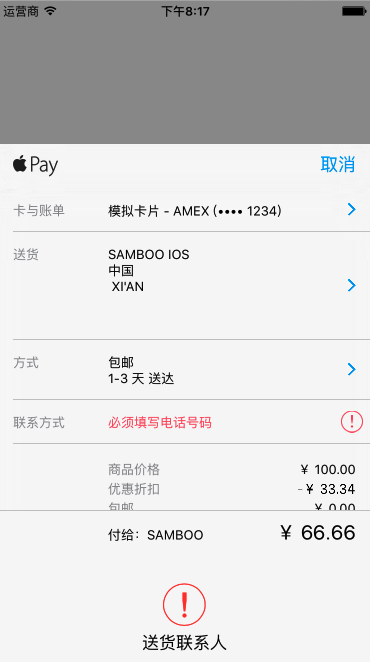 运营商 下午8:17
Pay 取消
卡与账单 模拟卡片 - AMEX (•••• 1234)
送货 SAMBOO IOS
中国
XI'AN
方式 包邮
1-3 天 送达
联系方式 必须填写电话号码
商品价格 ¥ 100.00
优惠折扣 -¥ 33.34
包邮 ¥ 0.00
付给：SAMBOO ¥ 66.66
送货联系人